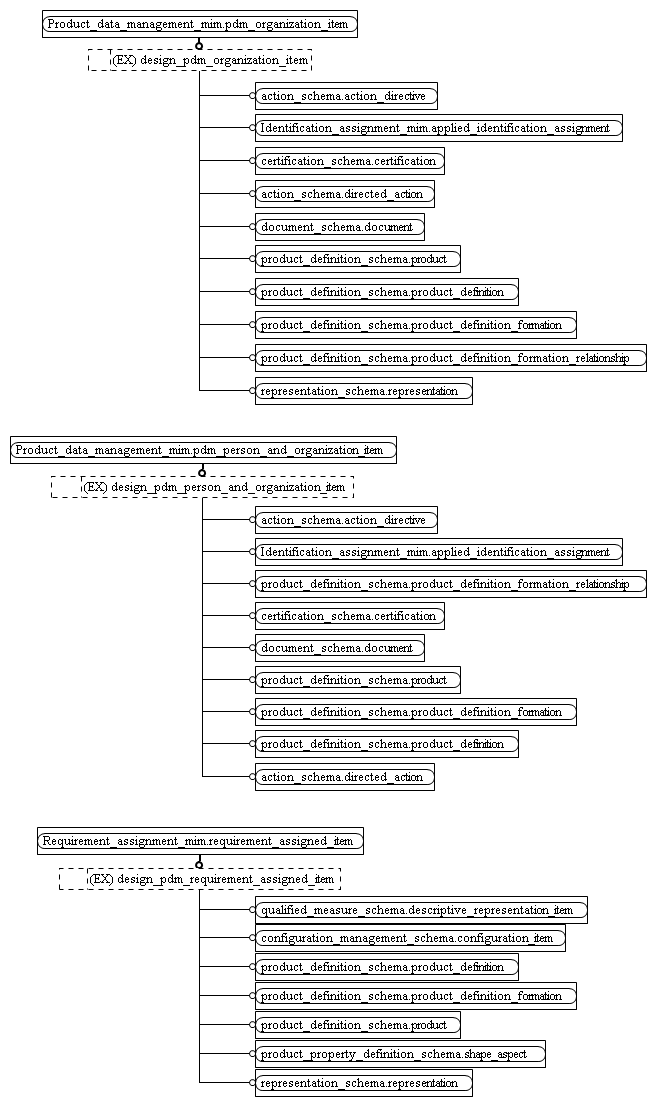 Product_data_management_mim.pdm_organization_item
(EX) design_pdm_organization_item
action_schema.action_directive
Identification_assignment_mim.applied_identification_assignment
certification_schema.certification
action_schema.directed_action
document_schema.document
product_definition_schema.product
product_definition_schema.product_definition
product_definition_schema.product_definition_formation
product_definition_schema.product_definition_formation_relationship
representation_schema.representation
Product_data_management_mim.pdm_person_and_organization_item
(EX) design_pdm_person_and_organization_item
action_schema.action_directive
Identification_assignment_mim.applied_identification_assignment
product_definition_schema.product_definition_formation_relationship
certification_schema.certification
document_schema.document
product_definition_schema.product
product_definition_schema.product_definition_formation
product_definition_schema.product_definition
action_schema.directed_action
Requirement_assignment_mim.requirement_assigned_item
(EX) design_pdm_requirement_assigned_item
qualified_measure_schema.descriptive_representation_item
configuration_management_schema.configuration_item
product_definition_schema.product_definition
product_definition_schema.product_definition_formation
product_definition_schema.product
product_property_definition_schema.shape_aspect
representation_schema.representation